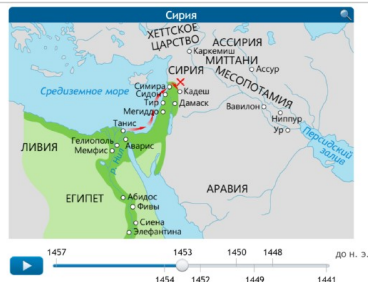 Сирия
ХЕТТСКОЕ
ЦАРСТВО
АССИРИЯ
Каркемиш
МИТТАНИ
СИРИЯ
Ассур
МЕСОПОТАМИЯ
Средиземное море
Симира
Сидон
Кадеш
Тир
Дамаск
Вавилон
Мегиддо
Ниппур
Танис
Ур
Персидский
залив
Гелиополь
Аварис
ЛИВИЯ
Мемфис
р. Нил
АРАВИЯ
ЕГИПЕТ
Абидос
Фивы
Сиена
Элефантина
1457 1453 1450 1448 до н. э.
1454 1452 1449 1441